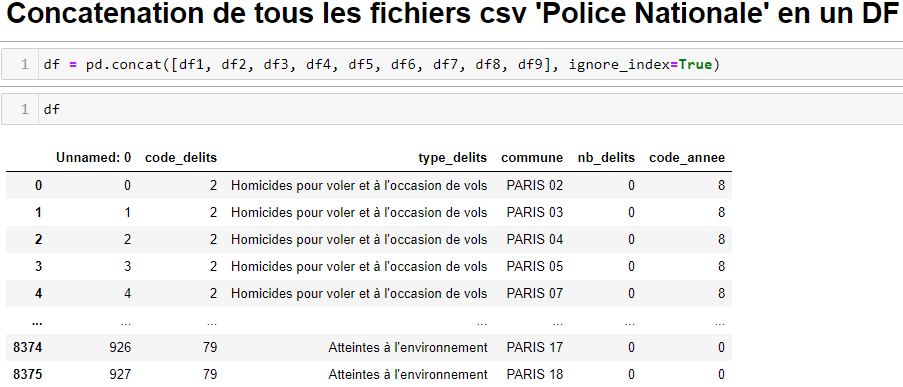 Concatenation de tous les fichiers csv 'Police Nationale' en un DF
1 df = pd.concat([df1, df2, df3, df4, df5, df6, df7, df8, df9], ignore_index=True)
1 df
Unnamed: 0 code_delits type_delits commune nb_delits code_annee
0 0 2 Homicides pour voler et à l'occasion de vols PARIS 02 0 8
1 1 2 Homicides pour voler et à l'occasion de vols PARIS 03 0 8
2 2 2 Homicides pour voler et à l'occasion de vols PARIS 04 0 8
3 3 2 Homicides pour voler et à l'occasion de vols PARIS 05 0 8
4 4 2 Homicides pour voler et à l'occasion de vols PARIS 07 0 8
... ... ... ... ... ... ...
8374 926 79 Atteintes à l'environnement PARIS 17 0 0
8375 927 79 Atteintes à l'environnement PARIS 18 0 0